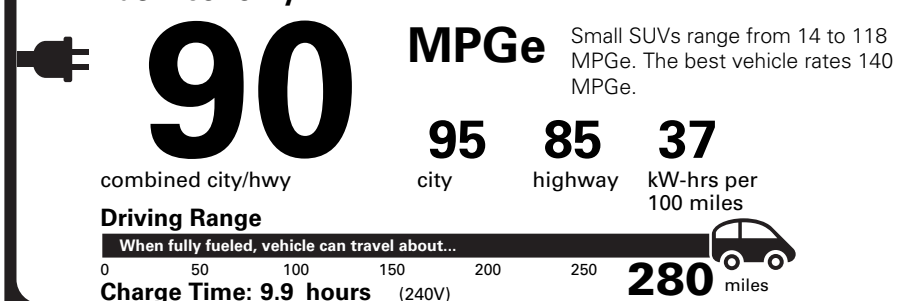 90
MPGe
Small SUVs range from 14 to 118
MPGe. The best vehicle rates 140
MPGe.
95 85 37
combined city/hwy city highway kW-hrs per
100 miles
Driving Range
When fully fueled, vehicle can travel about...
0 50 100 150 200 250 280 miles
Charge Time: 9.9 hours (240V)